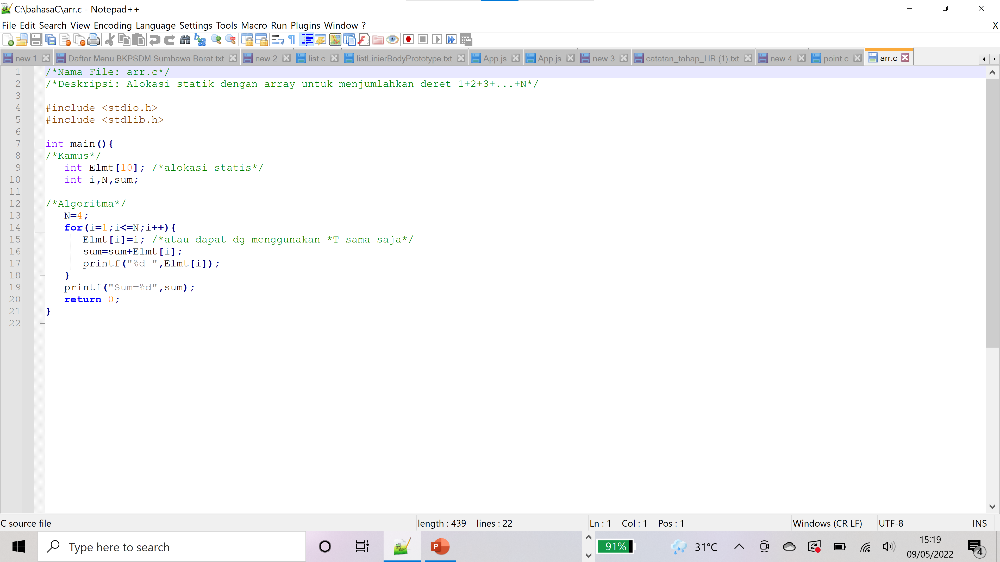 C:\bahasaC\arr.c - Notepad++
File Edit Search View Encoding Language Settings Tools Macro Run Plugins Window ? X
new 1 Daftar Menu BKPSDM Sumbawa Barat.txt new 2 list.c listLinierBodyPrototype.txt App.js App.js new 3 catatan_tahap_HR (1).txt new 4 point.c arr.c
1 /*Nama File: arr.c*/
2 /*Deskripsi: Alokasi statik dengan array untuk menjumlahkan deret 1+2+3+...+N*/
3
4 #include <stdio.h>
5 #include <stdlib.h>
6
7 int main(){
8 /*Kamus*/
9 int Elmt[10]; /*alokasi statis*/
10 int i,N,sum;
11
12 /*Algoritma*/
13 N=4;
14 for(i=1;i<=N;i++){
15 Elmt[i]=i; /*atau dapat dg menggunakan *T sama saja*/
16 sum=sum+Elmt[i];
17 printf("%d ",Elmt[i]);
18 }
19 printf("Sum=%d",sum);
20 return 0;
21 }
22
C source file length : 439 lines : 22 Ln : 1 Col : 1 Pos : 1 Windows (CR LF) UTF-8 INS
Type here to search P 91% 31°C 15:19
09/05/2022 4